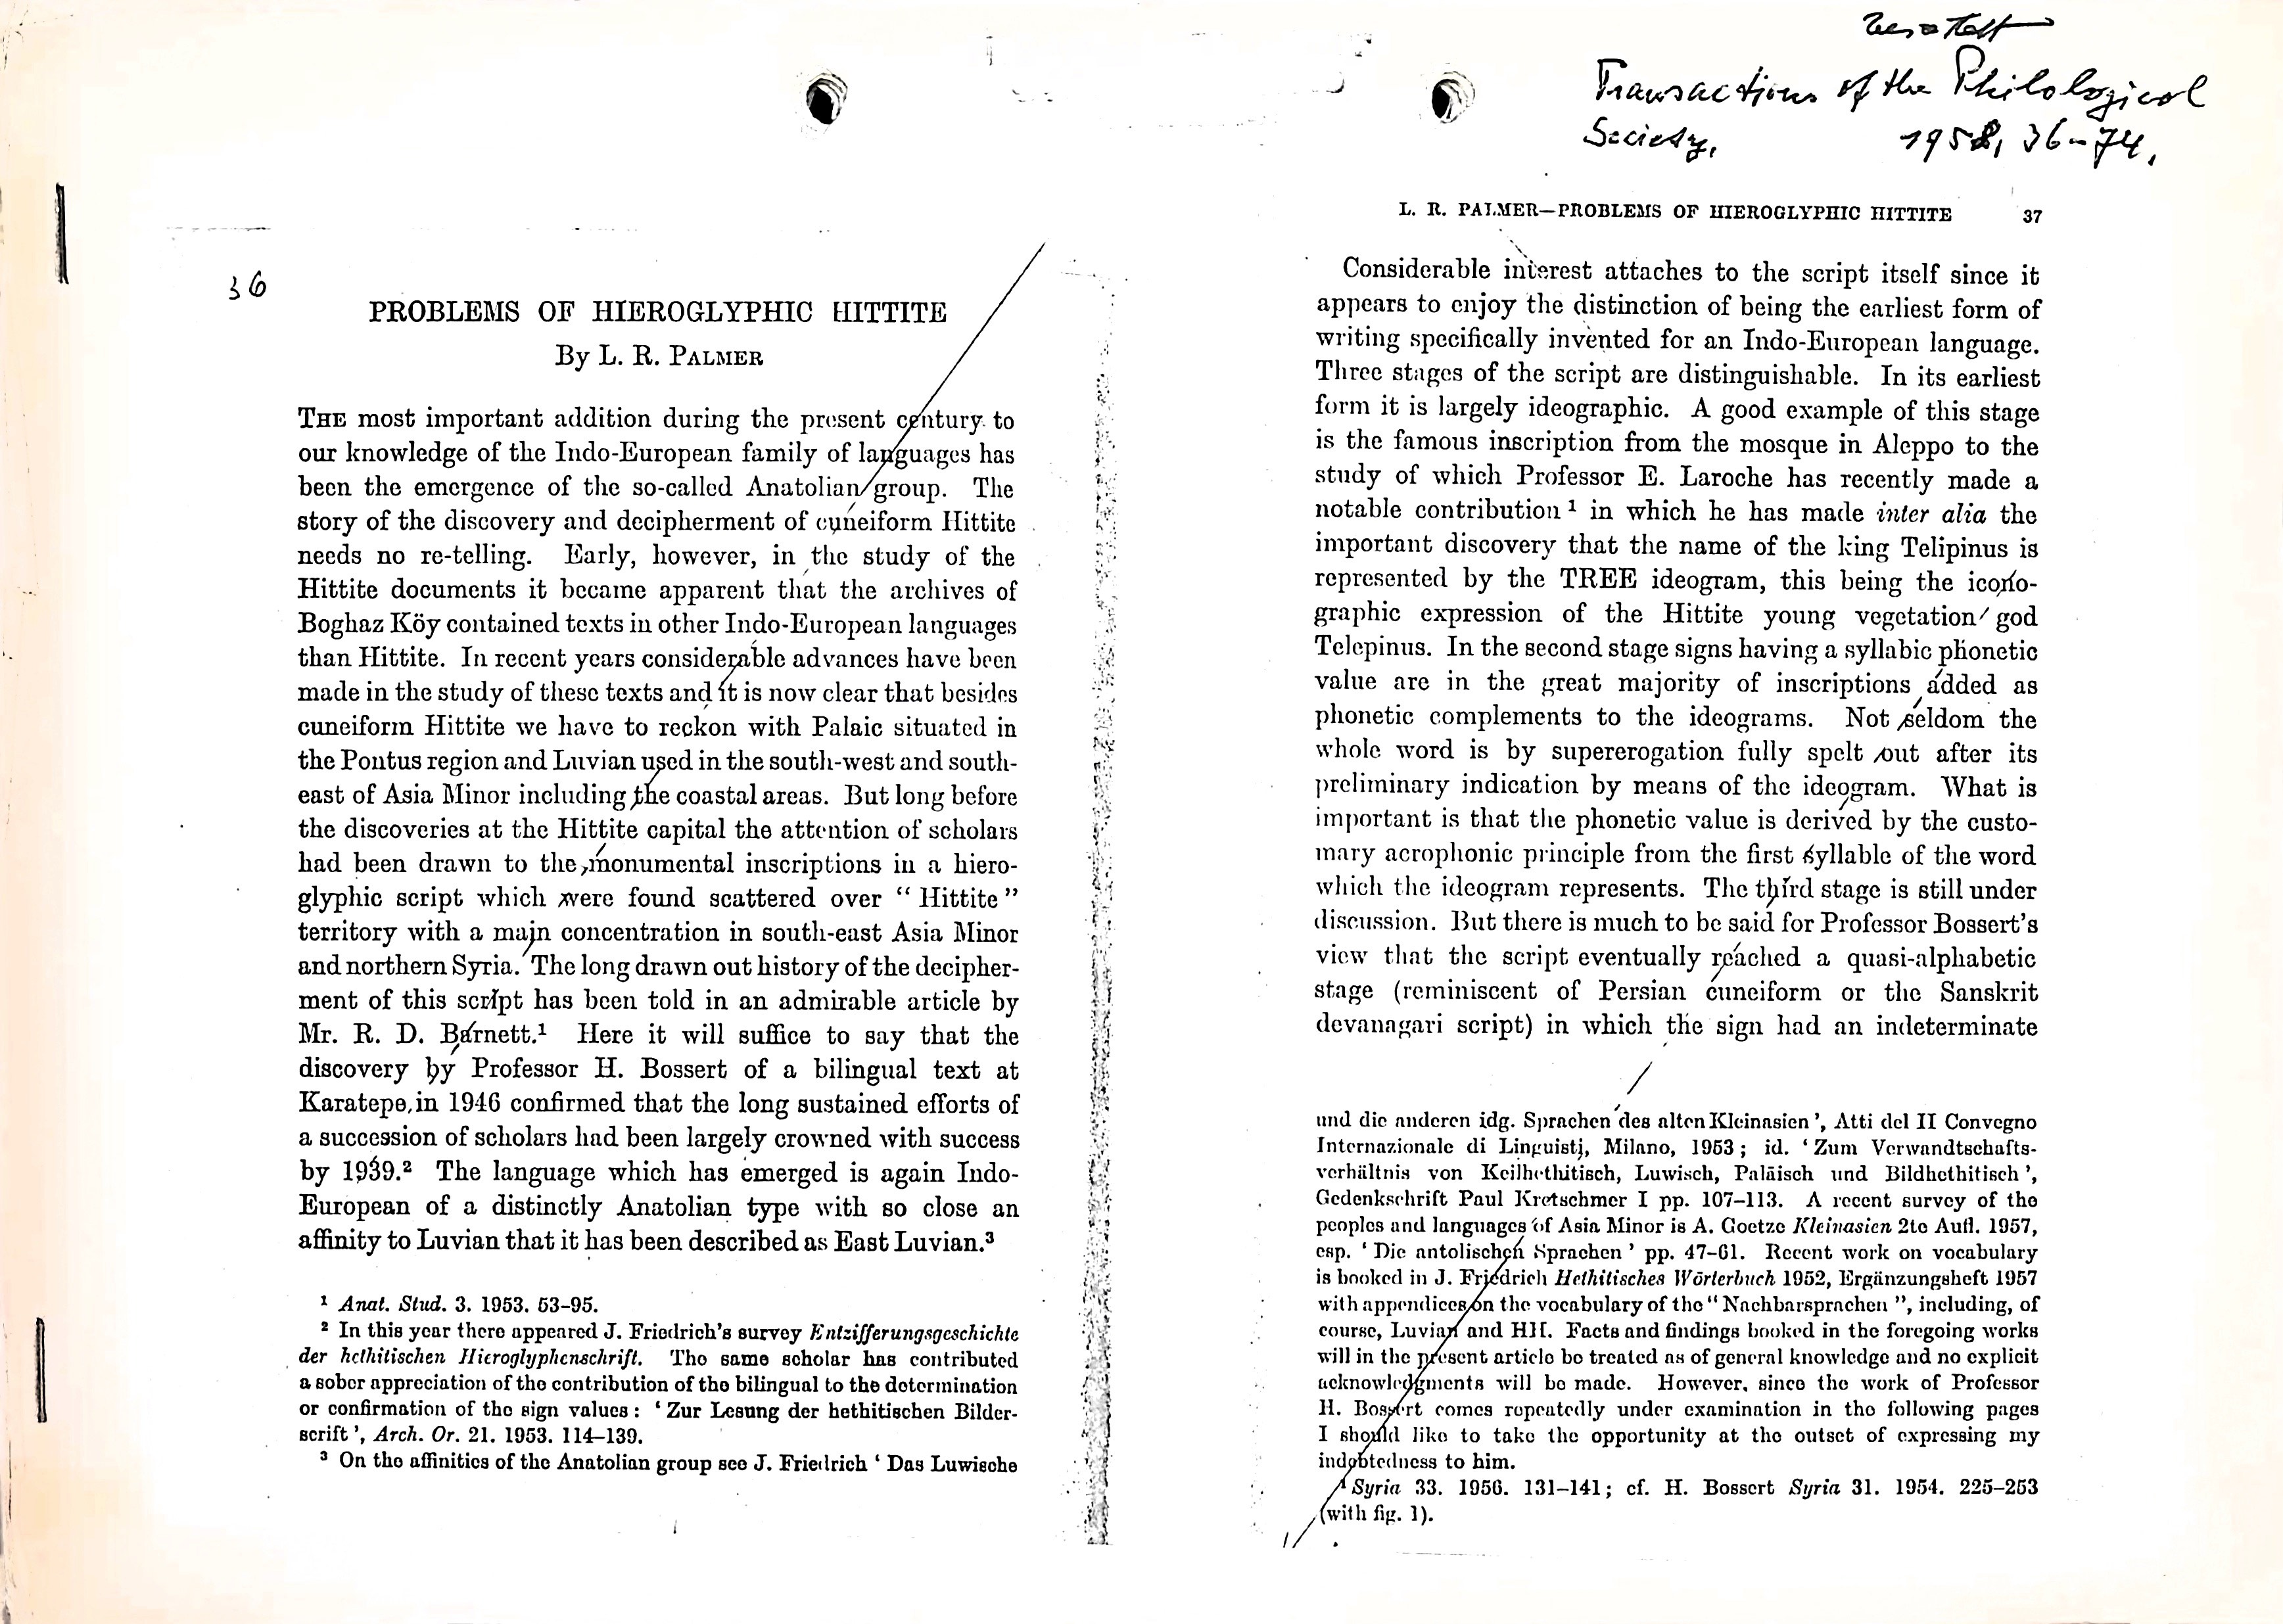 36
PROBLEMS OF HIEROGLYPHIC HITTITE
By L. R. PALMER
THE most important addition during the present century to
our knowledge of the Indo-European family of languages has
been the emergence of the so-called Anatolian group. The
story of the discovery and decipherment of cuneiform Hittite
needs no re-telling. Early, however, in the study of the
Hittite documents it became apparent that the archives of
Boghaz Köy contained texts in other Indo-European languages
than Hittite. In recent years considerable advances have been
made in the study of these texts and it is now clear that besides
cuneiform Hittite we have to reckon with Palaic situated in
the Pontus region and Luvian used in the south-west and south-
east of Asia Minor including the coastal areas. But long before
the discoveries at the Hittite capital the attention of scholars
had been drawn to the monumental inscriptions in a hiero-
glyphic script which were found scattered over “ Hittite ”
territory with a main concentration in south-east Asia Minor
and northern Syria. The long drawn out history of the decipher-
ment of this script has been told in an admirable article by
Mr. R. D. Barnett.¹ Here it will suffice to say that the
discovery by Professor H. Bossert of a bilingual text at
Karatepe in 1946 confirmed that the long sustained efforts of
a succession of scholars had been largely crowned with success
by 1939.² The language which has emerged is again Indo-
European of a distinctly Anatolian type with so close an
affinity to Luvian that it has been described as East Luvian.³
¹ Anat. Stud. 3. 1953. 53–95.
² In this year there appeared J. Friedrich's survey Entzifferungsgeschichte
der hethitischen Hieroglyphenschrift. The same scholar has contributed
a sober appreciation of the contribution of the bilingual to the determination
or confirmation of the sign values : ‘ Zur Lesung der hethitischen Bilder-
scrift ’, Arch. Or. 21. 1953. 114–139.
³ On the affinities of the Anatolian group see J. Friedrich ‘ Das Luwische
Transactions of the Philological
Society, 1958, 36-74.
L. R. PALMER—PROBLEMS OF HIEROGLYPHIC HITTITE 37
Considerable interest attaches to the script itself since it
appears to enjoy the distinction of being the earliest form of
writing specifically invented for an Indo-European language.
Three stages of the script are distinguishable. In its earliest
form it is largely ideographic. A good example of this stage
is the famous inscription from the mosque in Aleppo to the
study of which Professor E. Laroche has recently made a
notable contribution ¹ in which he has made inter alia the
important discovery that the name of the king Telipinus is
represented by the TREE ideogram, this being the icono-
graphic expression of the Hittite young vegetation god
Telepinus. In the second stage signs having a syllabic phonetic
value are in the great majority of inscriptions added as
phonetic complements to the ideograms. Not seldom the
whole word is by supererogation fully spelt out after its
preliminary indication by means of the ideogram. What is
important is that the phonetic value is derived by the custo-
mary acrophonic principle from the first syllable of the word
which the ideogram represents. The third stage is still under
discussion. But there is much to be said for Professor Bossert's
view that the script eventually reached a quasi-alphabetic
stage (reminiscent of Persian cuneiform or the Sanskrit
devanagari script) in which the sign had an indeterminate
und die anderen idg. Sprachen des alten Kleinasien ’, Atti del II Convegno
Internazionale di Linguisti, Milano, 1953 ; id. ‘ Zum Verwandtschafts-
verhältnis von Keilhethitisch, Luwisch, Paläisch und Bildhethitisch ’,
Gedenkschrift Paul Kretschmer I pp. 107–113. A recent survey of the
peoples and languages of Asia Minor is A. Goetze Kleinasien 2te Aufl. 1957,
esp. ‘ Die antolischen Sprachen ’ pp. 47–61. Recent work on vocabulary
is booked in J. Friedrich Hethitisches Wörterbuch 1952, Ergänzungsheft 1957
with appendices on the vocabulary of the “ Nachbarsprachen ”, including, of
course, Luvian and HH. Facts and findings booked in the foregoing works
will in the present article be treated as of general knowledge and no explicit
acknowledgments will be made. However, since the work of Professor
H. Bossert comes repeatedly under examination in the following pages
I should like to take the opportunity at the outset of expressing my
indebtedness to him.
¹ Syria 33. 1956. 131–141 ; cf. H. Bossert Syria 31. 1954. 225–253
(with fig. 1).